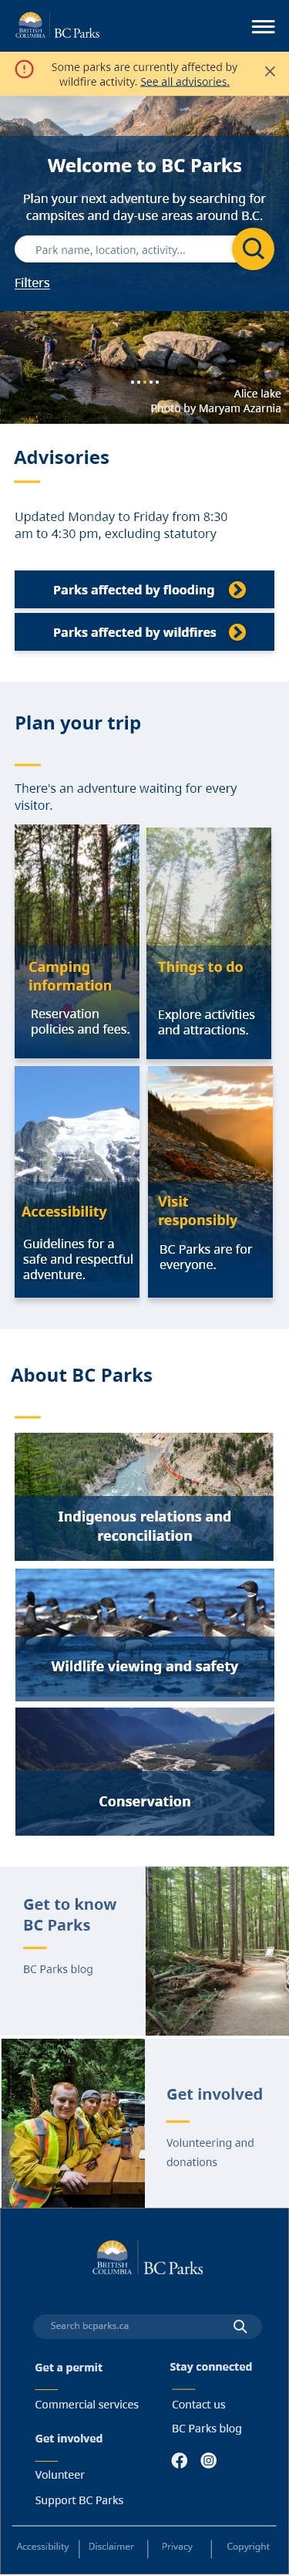 BRITISH
COLUMBIA
BC Parks
Some parks are currently affected by
wildfire activity. See all advisories.
Welcome to BC Parks
Plan your next adventure by searching for
campsites and day-use areas around B.C.
Park name, location, activity...
Filters
Alice lake
Photo by Maryam Azarnia
Advisories
Updated Monday to Friday from 8:30
am to 4:30 pm, excluding statutory
Parks affected by flooding
Parks affected by wildfires
Plan your trip
There's an adventure waiting for every
visitor.
Camping
information
Reservation
policies and fees.
Things to do
Explore activities
and attractions.
Accessibility
Guidelines for a
safe and respectful
adventure.
Visit
responsibly
BC Parks are for
everyone.
About BC Parks
Indigenous relations and
reconciliation
Wildlife viewing and safety
Conservation
Get to know
BC Parks
BC Parks blog
Get involved
Volunteering and
donations
BRITISH
COLUMBIA
BC Parks
Search bcparks.ca
Get a permit
Commercial services
Get involved
Volunteer
Support BC Parks
Stay connected
Contact us
BC Parks blog
Accessibility
Disclaimer
Privacy
Copyright